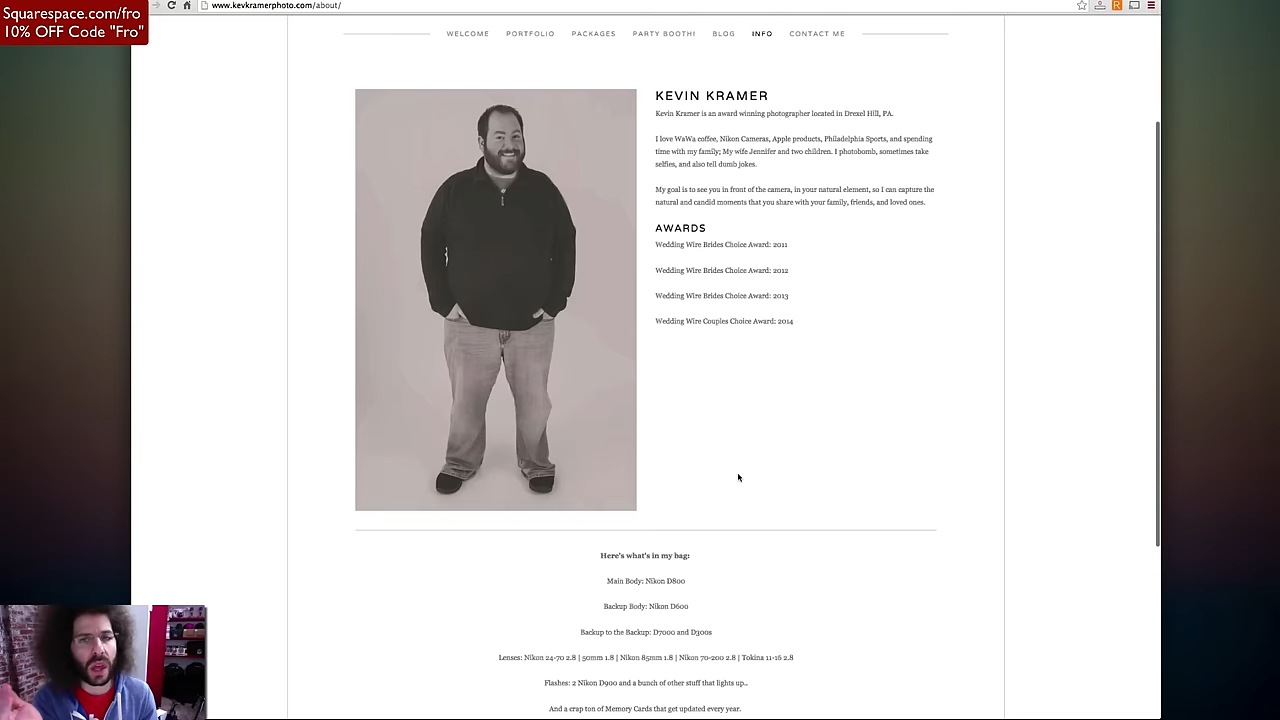 Squarespace.com/fro
10% OFF Code "Fro"
www.kevkramerphoto.com/about/
WELCOME PORTFOLIO PACKAGES PARTY BOOTH! BLOG INFO CONTACT ME
KEVIN KRAMER
Kevin Kramer is an award winning photographer located in Drexel Hill, PA.
I love WaWa coffee, Nikon Cameras, Apple products, Philadelphia Sports, and spending
time with my family; My wife Jennifer and two children. I photobomb, sometimes take
selfies, and also tell dumb jokes.
My goal is to see you in front of the camera, in your natural element, so I can capture the
natural and candid moments that you share with your family, friends, and loved ones.
AWARDS
Wedding Wire Brides Choice Award: 2011
Wedding Wire Brides Choice Award: 2012
Wedding Wire Brides Choice Award: 2013
Wedding Wire Couples Choice Award: 2014
Here's what's in my bag:
Main Body: Nikon D800
Backup Body: Nikon D600
Backup to the Backup: D7000 and D300s
Lenses: Nikon 24-70 2.8 | 50mm 1.8 | Nikon 85mm 1.8 | Nikon 70-200 2.8 | Tokina 11-16 2.8
Flashes: 2 Nikon D900 and a bunch of other stuff that lights up..
And a crap ton of Memory Cards that get updated every year.